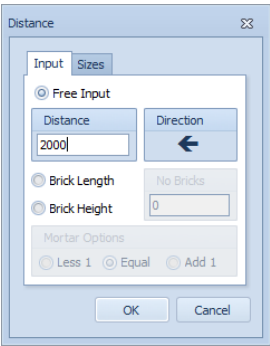 Distance
Input Sizes
Free Input
Distance Direction
2000
Brick Length No Bricks
Brick Height 0
Mortar Options
Less 1 Equal Add 1
OK Cancel